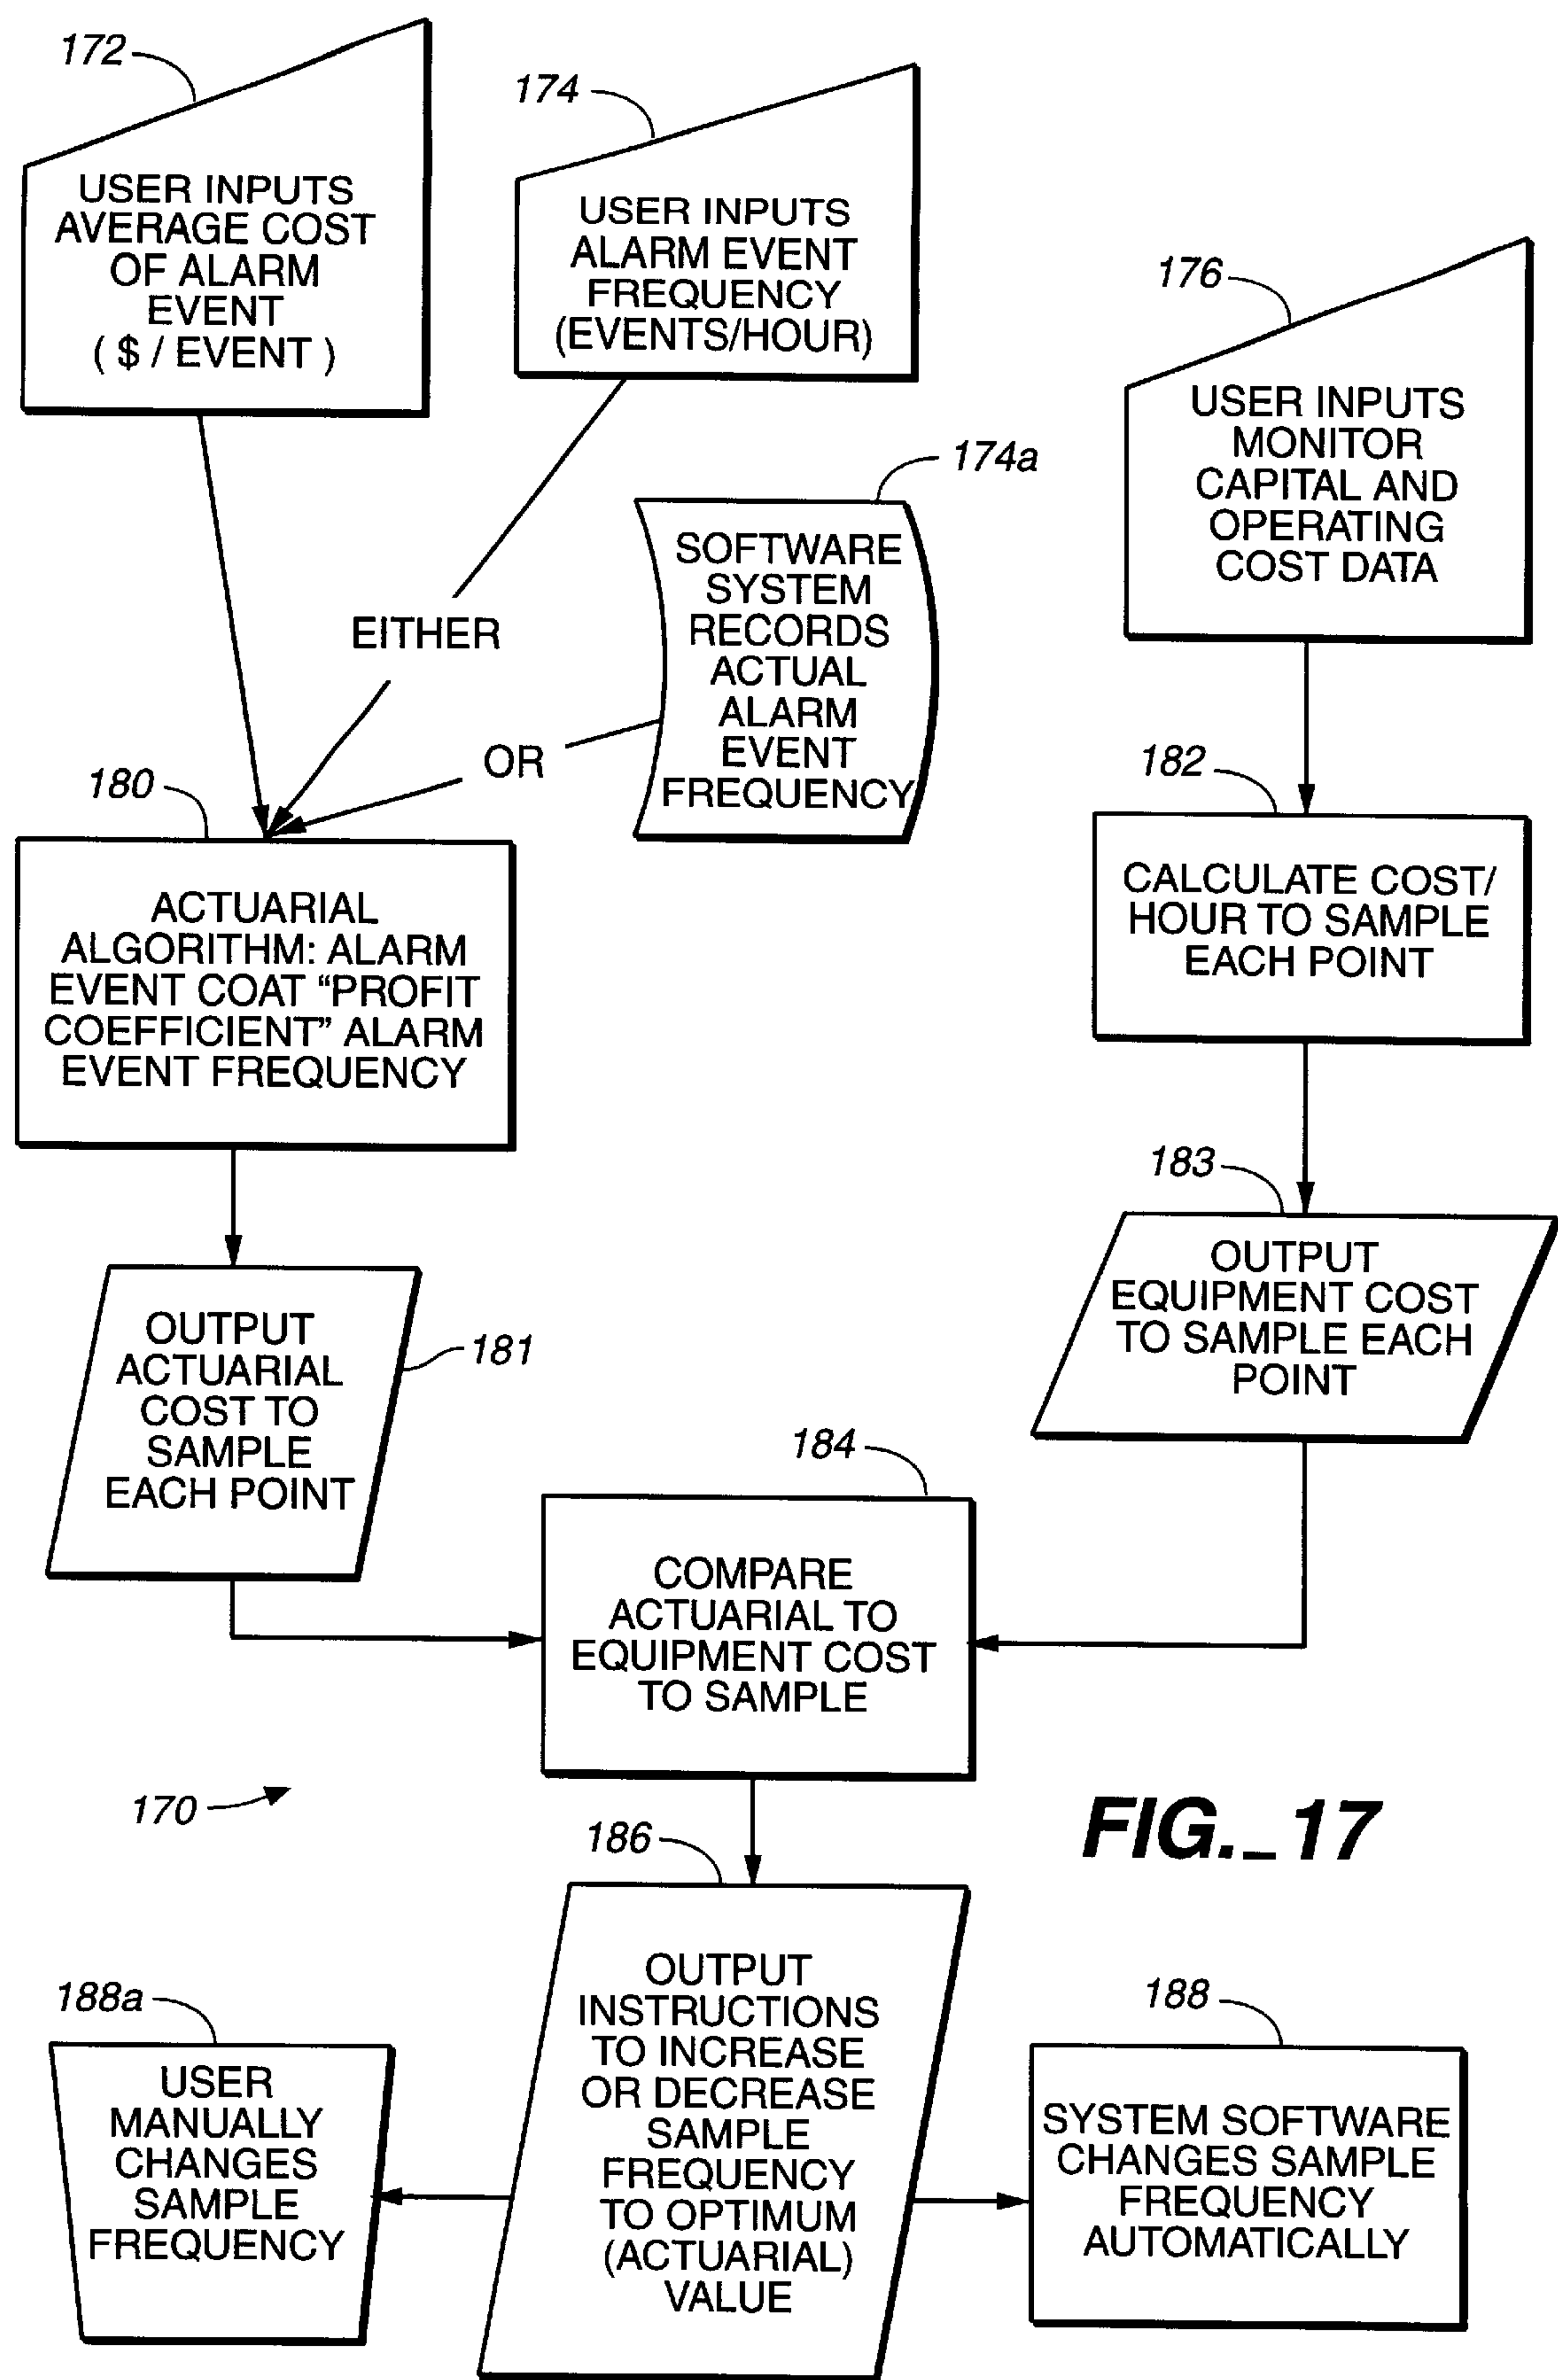 172
USER INPUTS
AVERAGE COST
OF ALARM
EVENT
( $ / EVENT )
174
USER INPUTS
ALARM EVENT
FREQUENCY
(EVENTS/HOUR)
176
USER INPUTS
MONITOR
CAPITAL AND
OPERATING
COST DATA
174a
SOFTWARE
SYSTEM
RECORDS
ACTUAL
ALARM
EVENT
FREQUENCY
EITHER
OR
180
ACTUARIAL
ALGORITHM: ALARM
EVENT COAT “PROFIT
COEFFICIENT” ALARM
EVENT FREQUENCY
182
CALCULATE COST/
HOUR TO SAMPLE
EACH POINT
181
OUTPUT
ACTUARIAL
COST TO
SAMPLE
EACH POINT
183
OUTPUT
EQUIPMENT COST
TO SAMPLE EACH
POINT
184
COMPARE
ACTUARIAL TO
EQUIPMENT COST
TO SAMPLE
170
FIG._17
186
OUTPUT
INSTRUCTIONS
TO INCREASE
OR DECREASE
SAMPLE
FREQUENCY
TO OPTIMUM
(ACTUARIAL)
VALUE
188a
USER
MANUALLY
CHANGES
SAMPLE
FREQUENCY
188
SYSTEM SOFTWARE
CHANGES SAMPLE
FREQUENCY
AUTOMATICALLY